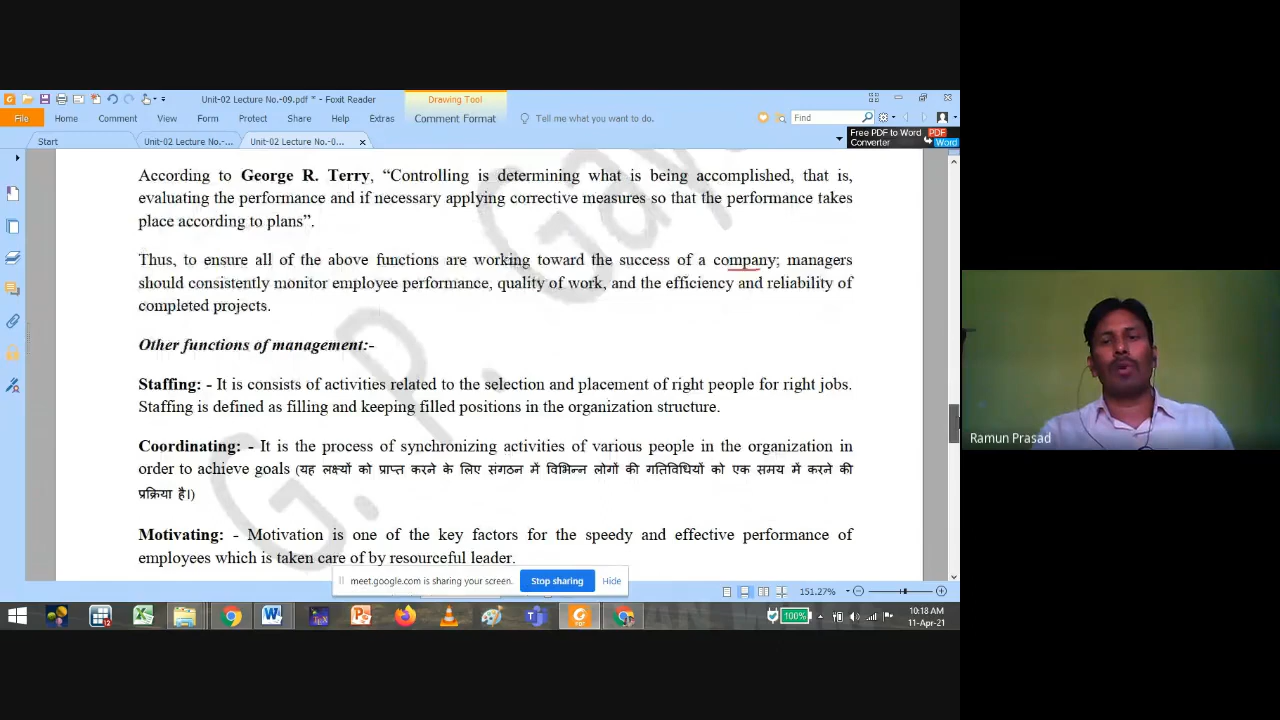 Unit-02 Lecture No.-09.pdf * - Foxit Reader
Drawing Tool
File Home Comment View Form Protect Share Help Extras Comment Format Tell me what you want to do. Find
Start Unit-02 Lecture No.-... Unit-02 Lecture No.-0... Free PDF to Word Converter PDF Word
According to George R. Terry, “Controlling is determining what is being accomplished, that is,
evaluating the performance and if necessary applying corrective measures so that the performance takes
place according to plans”.
Thus, to ensure all of the above functions are working toward the success of a company; managers
should consistently monitor employee performance, quality of work, and the efficiency and reliability of
completed projects.
Other functions of management:-
Staffing: - It is consists of activities related to the selection and placement of right people for right jobs.
Staffing is defined as filling and keeping filled positions in the organization structure.
Coordinating: - It is the process of synchronizing activities of various people in the organization in
order to achieve goals (यह लक्ष्यों को प्राप्त करने के लिए संगठन में विभिन्न लोगों की गतिविधियों को एक समय में करने की
प्रक्रिया है।)
Motivating: - Motivation is one of the key factors for the speedy and effective performance of
employees which is taken care of by resourceful leader.
G. P. Gaya
meet.google.com is sharing your screen. Stop sharing Hide
151.27%
100%
10:18 AM
11-Apr-21
Ramun Prasad